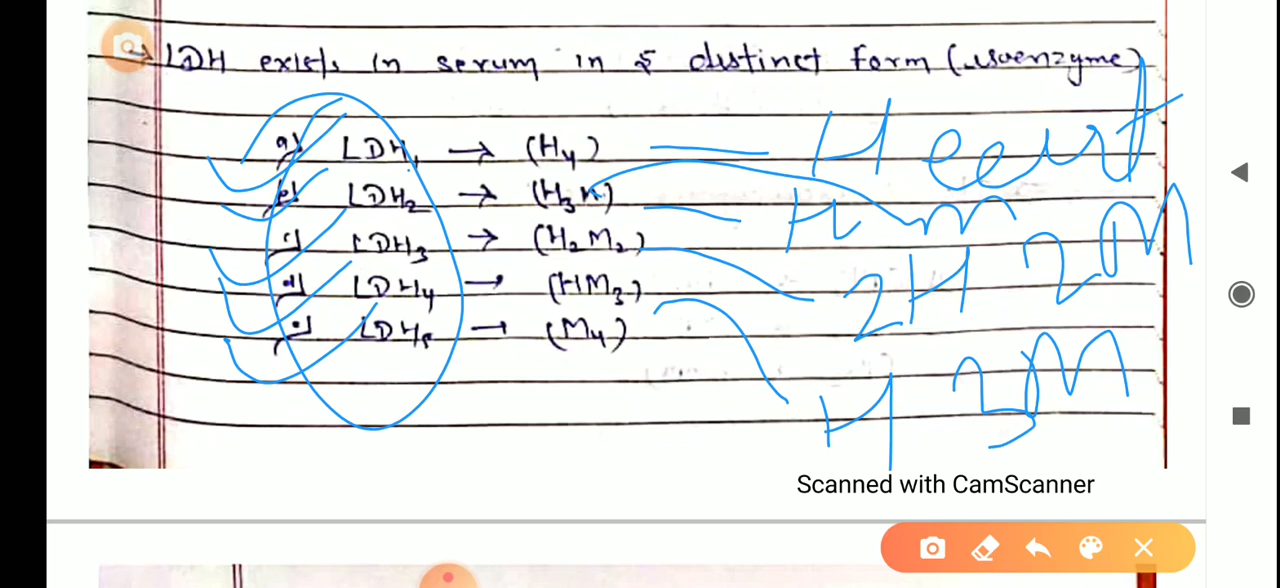 → LDH exists in serum in 5 distinct form (isoenzyme)
a) LDH₁ → (H₄) Heart
b) LDH₂ → (H₃M) H M
c) LDH₃ → (H₂M₂) 2H 2M
d) LDH₄ → (HM₃) H 3M
e) LDH₅ → (M₄)
Scanned with CamScanner